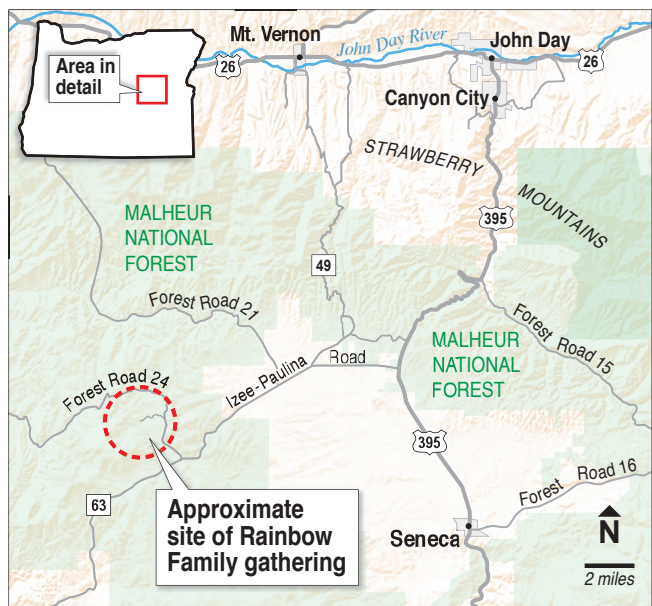 Mt. Vernon
John Day River
John Day
26
26
Area in
detail
Canyon City
STRAWBERRY
MOUNTAINS
395
MALHEUR
NATIONAL
FOREST
49
Forest Road 21
Forest Road 15
MALHEUR
NATIONAL
FOREST
Izee-Paulina
Road
Forest Road 24
395
63
Approximate
site of Rainbow
Family gathering
Forest Road 16
Seneca
N
2 miles